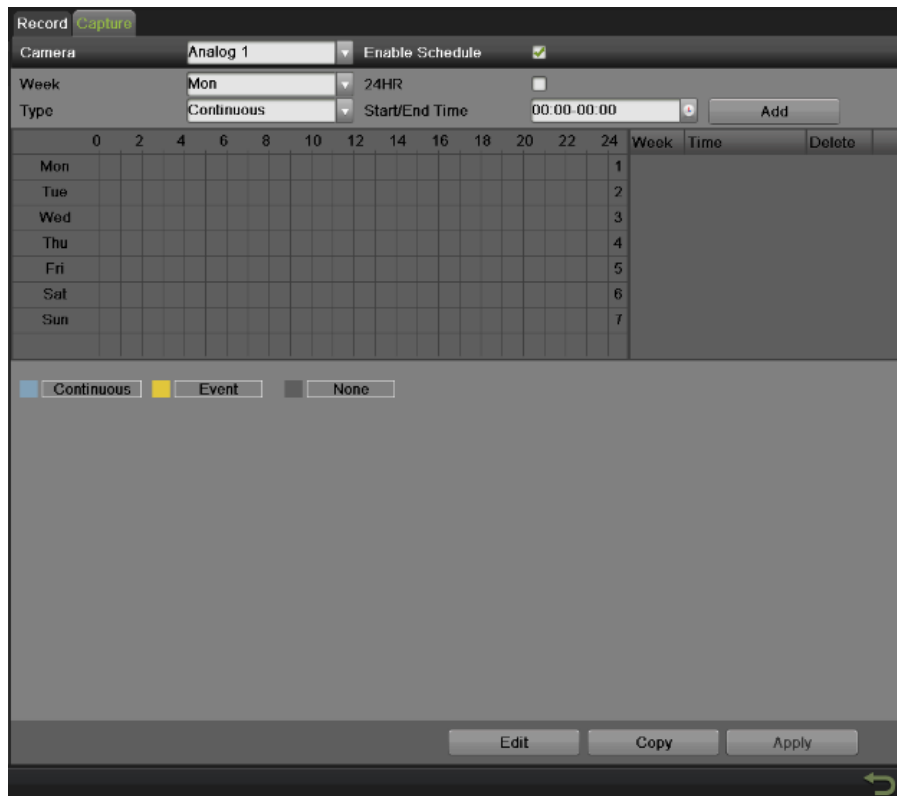 Record Capture
Camera Analog 1 Enable Schedule
Week Mon 24HR
Type Continuous Start/End Time 00:00-00:00 Add
0 2 4 6 8 10 12 14 16 18 20 22 24 Week Time Delete
Mon 1
Tue 2
Wed 3
Thu 4
Fri 5
Sat 6
Sun 7
Continuous Event None
Edit Copy Apply